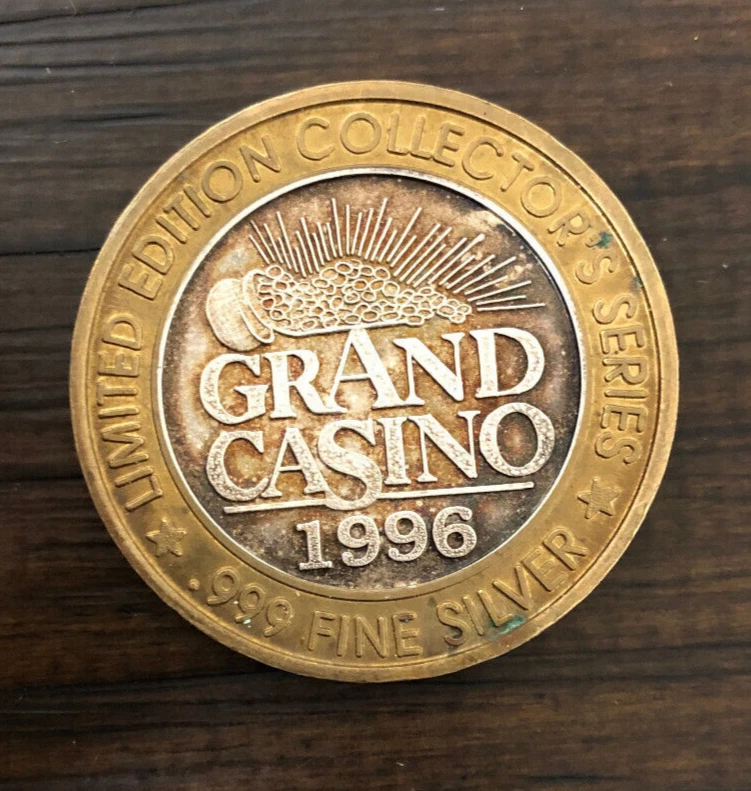 LIMITED EDITION COLLECTOR'S SERIES
GRAND
CASINO
1996
.999 FINE SILVER